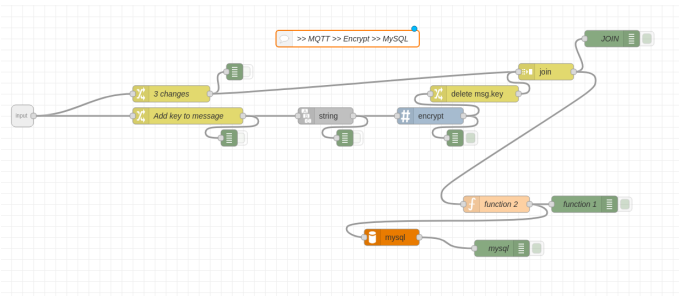 >> MQTT >> Encrypt >> MySQL
JOIN
join
3 changes
delete msg.key
input
Add key to message
string
encrypt
function 2
function 1
mysql
mysql